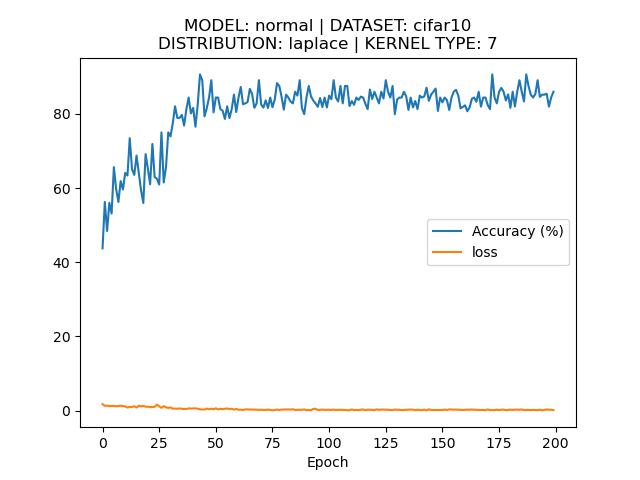 MODEL: normal | DATASET: cifar10
DISTRIBUTION: laplace | KERNEL TYPE: 7
80
60
40
20
0
Accuracy (%)
loss
0 25 50 75 100 125 150 175 200
Epoch